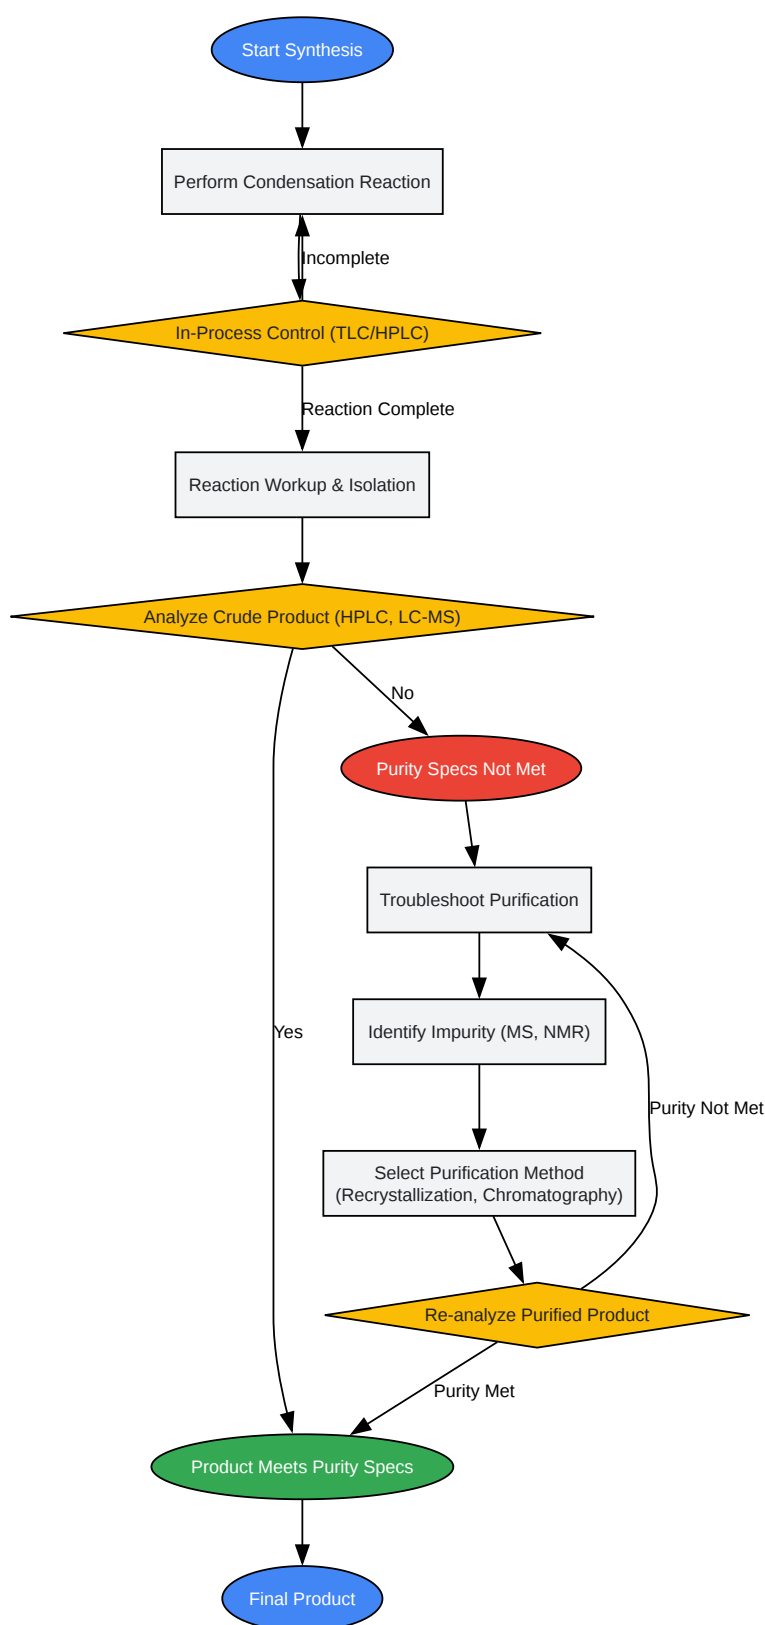 Start Synthesis
Perform Condensation Reaction
Incomplete
In-Process Control (TLC/HPLC)
Reaction Complete
Reaction Workup & Isolation
Analyze Crude Product (HPLC, LC-MS)
No
Purity Specs Not Met
Troubleshoot Purification
Yes
Identify Impurity (MS, NMR)
Purity Not Met
Select Purification Method
(Recrystallization, Chromatography)
Re-analyze Purified Product
Purity Met
Product Meets Purity Specs
Final Product